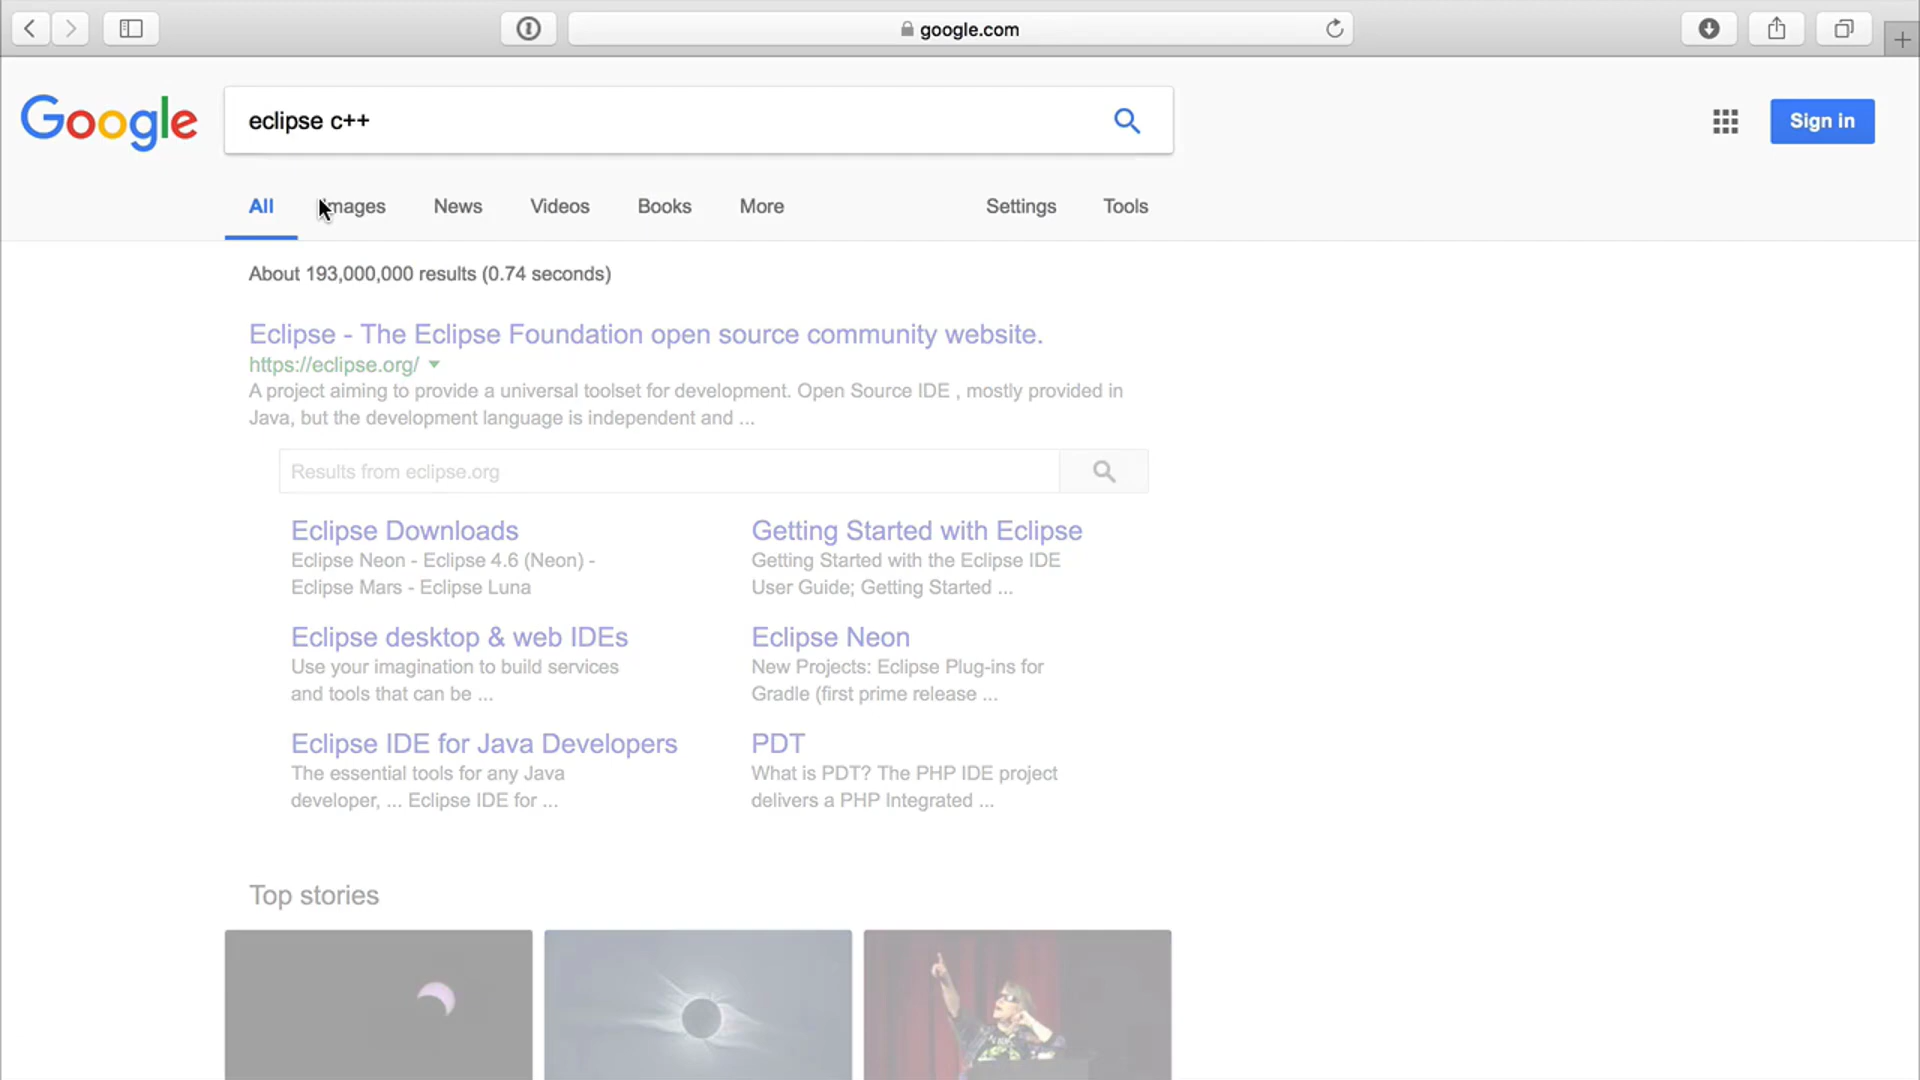 google.com
Google
eclipse c++
Sign in
All Images News Videos Books More Settings Tools
About 193,000,000 results (0.74 seconds)
Eclipse - The Eclipse Foundation open source community website.
https://eclipse.org/
A project aiming to provide a universal toolset for development. Open Source IDE , mostly provided in
Java, but the development language is independent and ...
Results from eclipse.org
Eclipse Downloads
Eclipse Neon - Eclipse 4.6 (Neon) -
Eclipse Mars - Eclipse Luna
Getting Started with Eclipse
Getting Started with the Eclipse IDE
User Guide; Getting Started ...
Eclipse desktop & web IDEs
Use your imagination to build services
and tools that can be ...
Eclipse Neon
New Projects: Eclipse Plug-ins for
Gradle (first prime release ...
Eclipse IDE for Java Developers
The essential tools for any Java
developer, ... Eclipse IDE for ...
PDT
What is PDT? The PHP IDE project
delivers a PHP Integrated ...
Top stories